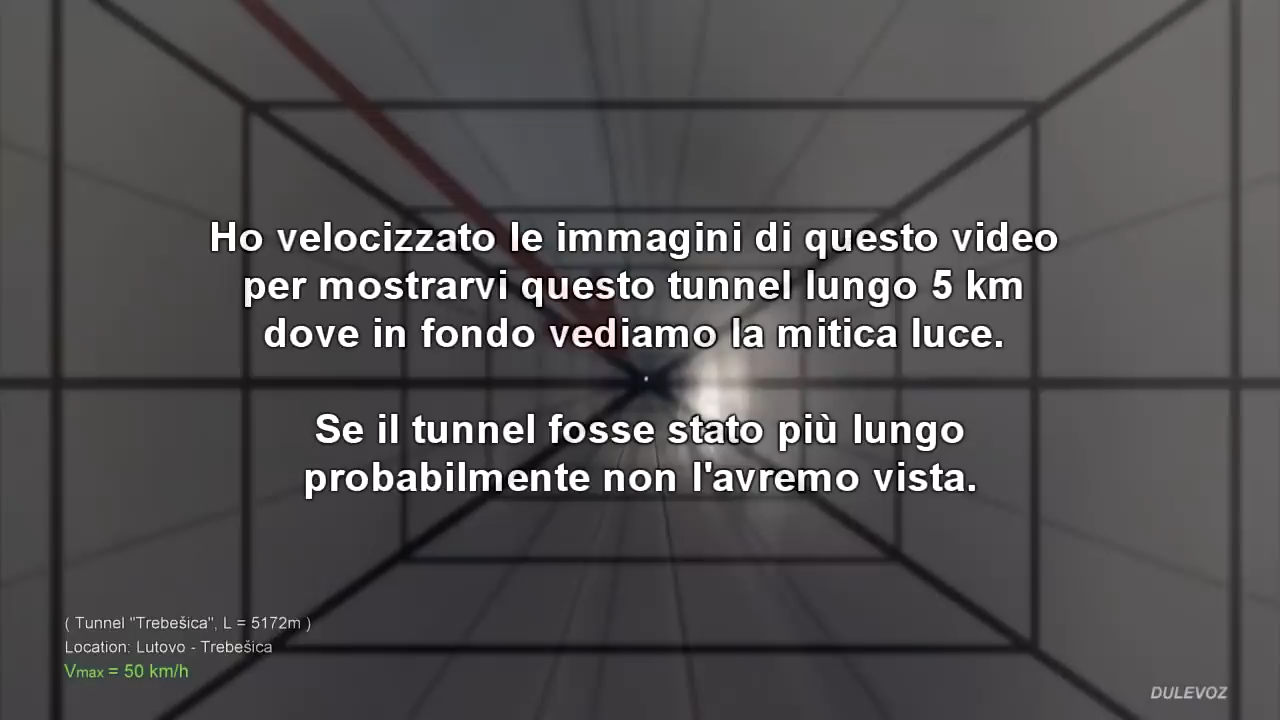 Ho velocizzato le immagini di questo video
per mostrarvi questo tunnel lungo 5 km
dove in fondo vediamo la mitica luce.
Se il tunnel fosse stato più lungo
probabilmente non l'avremo vista.
( Tunnel "Trebešica", L = 5172m )
Location: Lutovo - Trebešica
Vmax = 50 km/h
DULEVOZ